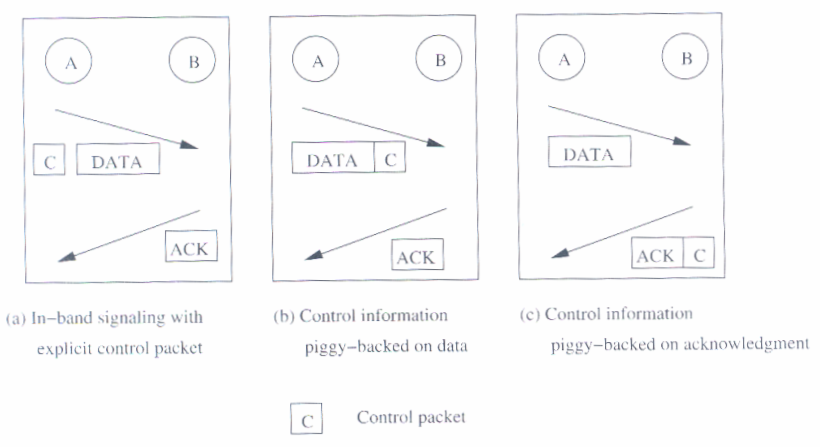 A
B
C
DATA
ACK
A
B
DATA
C
ACK
A
B
DATA
ACK
C
(a) In–band signaling with
explicit control packet
(b) Control information
piggy–backed on data
(c) Control information
piggy–backed on acknowledgment
C
Control packet